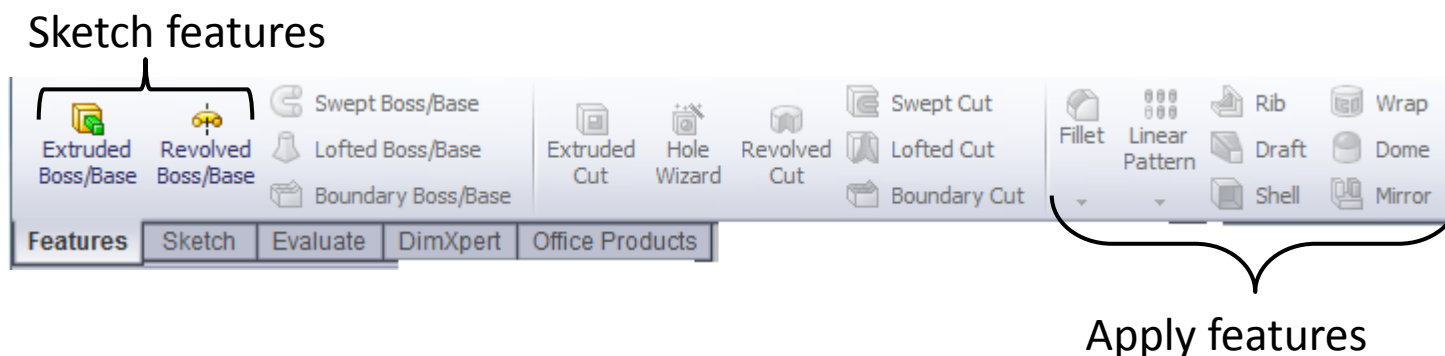 Sketch features
Extruded
Boss/Base
Revolved
Boss/Base
Swept Boss/Base
Lofted Boss/Base
Boundary Boss/Base
Extruded
Cut
Hole
Wizard
Revolved
Cut
Swept Cut
Lofted Cut
Boundary Cut
Fillet
Linear
Pattern
Rib
Draft
Shell
Wrap
Dome
Mirror
Features
Sketch
Evaluate
DimXpert
Office Products
Apply features